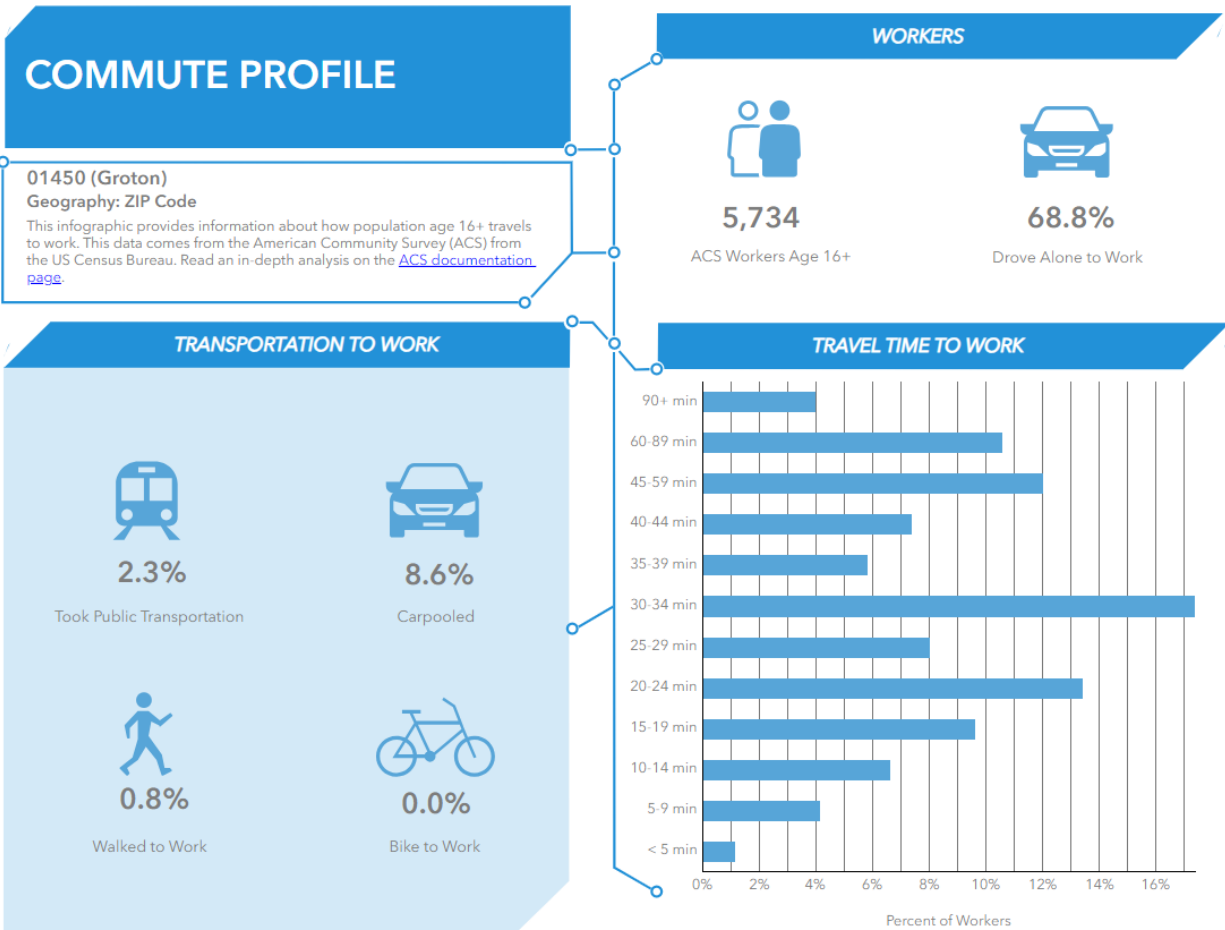 COMMUTE PROFILE
01450 (Groton)
Geography: ZIP Code
This infographic provides information about how population age 16+ travels
to work. This data comes from the American Community Survey (ACS) from
the US Census Bureau. Read an in-depth analysis on the ACS documentation
page.
WORKERS
5,734
ACS Workers Age 16+
68.8%
Drove Alone to Work
TRANSPORTATION TO WORK
2.3%
Took Public Transportation
8.6%
Carpooled
0.8%
Walked to Work
0.0%
Bike to Work
TRAVEL TIME TO WORK
90+ min
60-89 min
45-59 min
40-44 min
35-39 min
30-34 min
25-29 min
20-24 min
15-19 min
10-14 min
5-9 min
< 5 min
0% 2% 4% 6% 8% 10% 12% 14% 16%
Percent of Workers